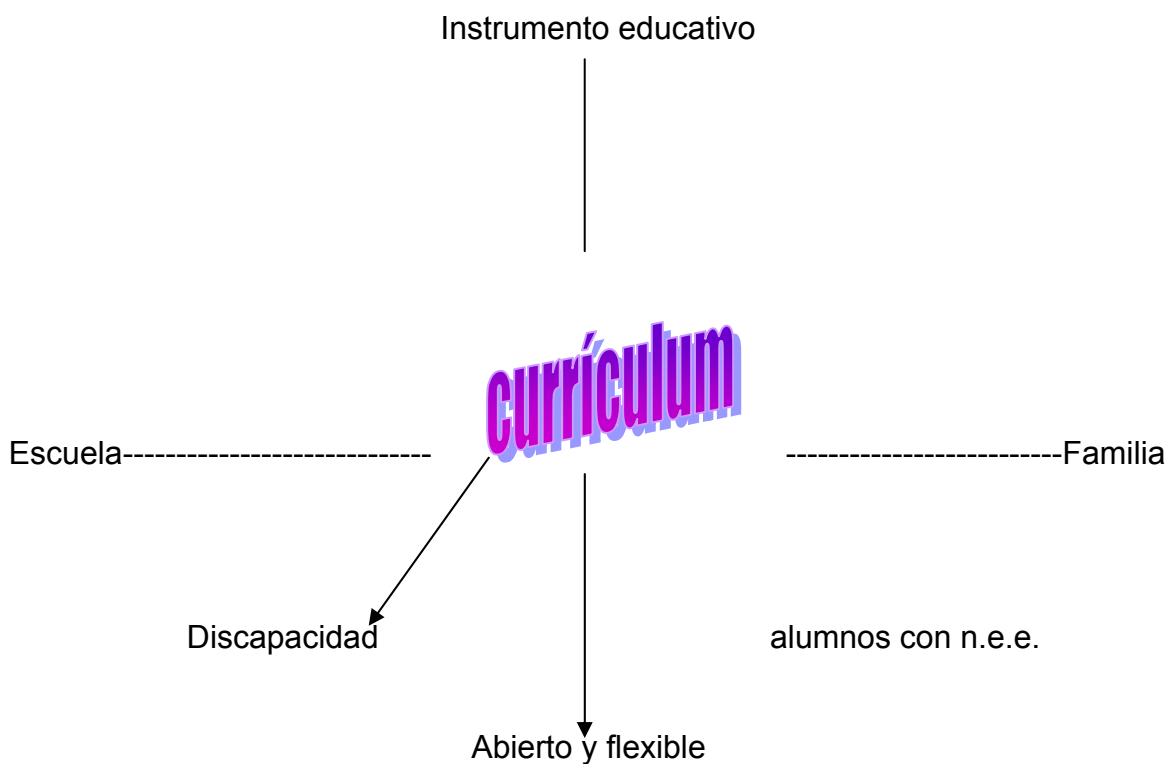 Instrumento educativo
currículum
Escuela---------------------------- -------------------------Familia
Discapacidad alumnos con n.e.e.
Abierto y flexible